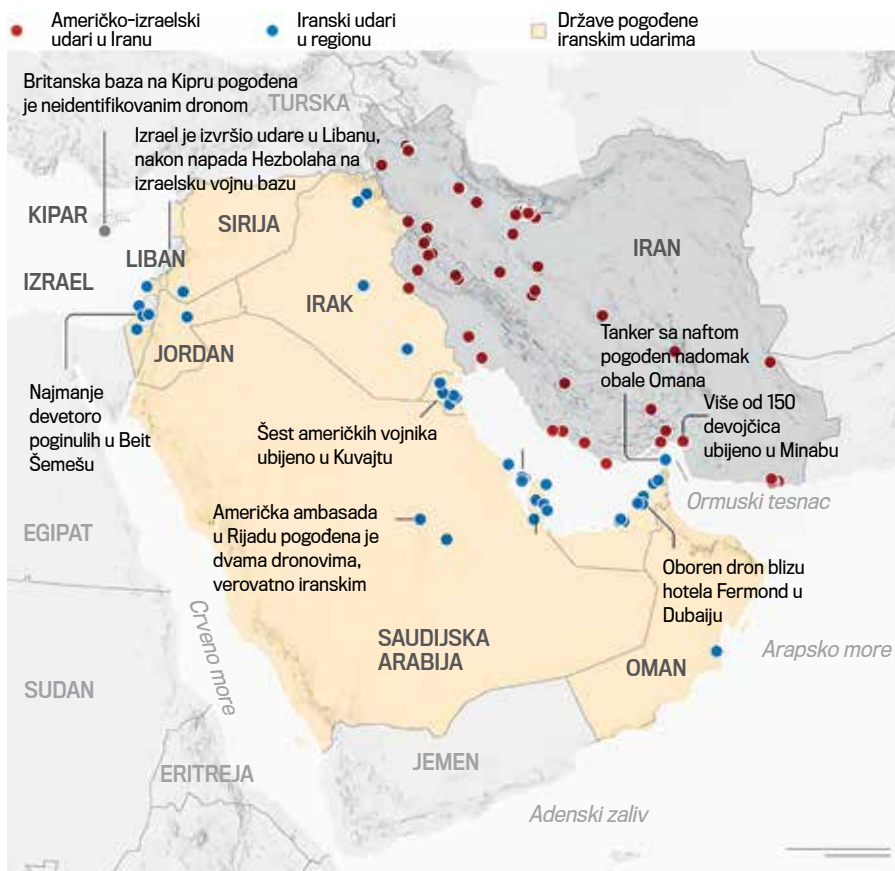 Američko-izraelski
udari u Iranu
Iranski udari
u regionu
Države pogođene
iranskim udarima
Britanska baza na Kipru pogođena
je neidentifikovanim dronom
TURSKA
Izrael je izvršio udare u Libanu,
nakon napada Hezbolaha na
izraelsku vojnu bazu
KIPAR
SIRIJA
LIBAN
IRAN
IZRAEL
IRAK
JORDAN
Tanker sa naftom
pogođen nadomak
obale Omana
Najmanje
devetoro
poginulih u Beit
Šemešu
Više od 150
devojčica
ubijeno u Minabu
Šest američkih vojnika
ubijeno u Kuvajtu
Ormuski tesnac
Američka ambasada
u Rijadu pogođena je
dvama dronovima,
verovatno iranskim
EGIPAT
Oboren dron blizu
hotela Fermond u
Dubaiju
Crveno more
SAUDIJSKA
ARABIJA
OMAN
Arapsko more
SUDAN
JEMEN
ERITREJA
Adenski zaliv